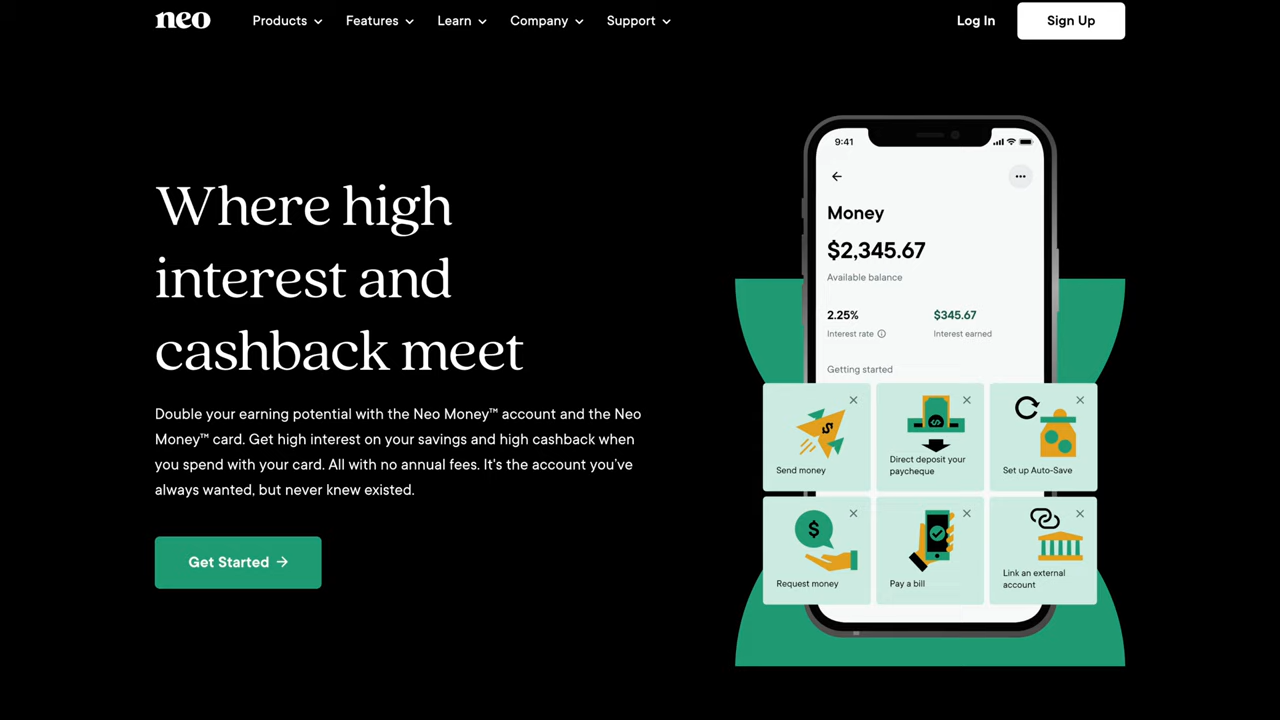 neo
Products
Features
Learn
Company
Support
Log In
Sign Up
Where high
interest and
cashback meet
Double your earning potential with the Neo Money™ account and the Neo
Money™ card. Get high interest on your savings and high cashback when
you spend with your card. All with no annual fees. It's the account you've
always wanted, but never knew existed.
Get Started →
9:41
Money
$2,345.67
Available balance
2.25%
$345.67
Interest rate
Interest earned
Getting started
Send money
Direct deposit your
paycheque
Set up Auto-Save
$
Request money
Pay a bill
Link an external
account